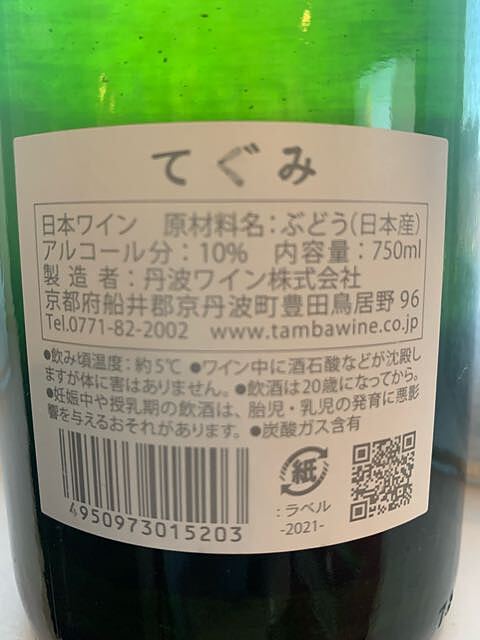 てぐみ
日本ワイン 原材料名：ぶどう(日本産)
アルコール分：10% 内容量：750ml
製造者：丹波ワイン株式会社
京都府船井郡京丹波町豊田鳥居野 96
Tel.0771-82-2002 www.tambawine.co.jp
●飲み頃温度：約5℃ ●ワイン中に酒石酸などが沈殿し
ますが体に害はありません。●飲酒は20歳になってから。
●妊娠中や授乳期の飲酒は、胎児・乳児の発育に悪影
響を与えるおそれがあります。●炭酸ガス含有
4950973015203
紙
：ラベル
-2021-